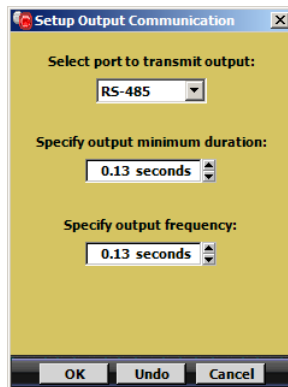 Setup Output Communication
Select port to transmit output:
RS-485
Specify output minimum duration:
0.13 seconds
Specify output frequency:
0.13 seconds
OK Undo Cancel